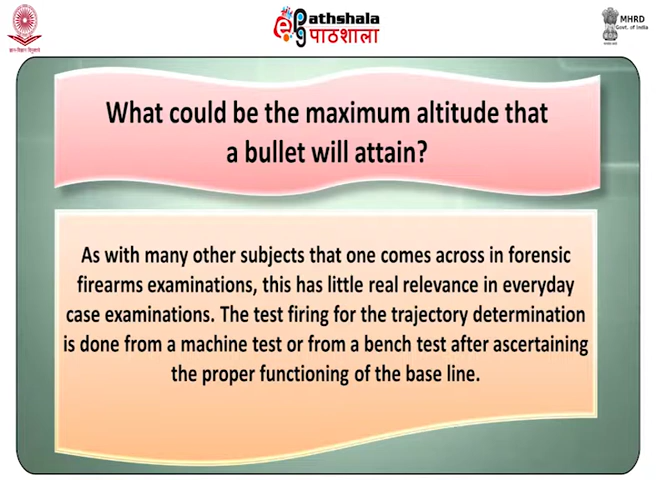 ePathshala
पाठशाला
MHRD
Govt. of India
What could be the maximum altitude that
a bullet will attain?
As with many other subjects that one comes across in forensic
firearms examinations, this has little real relevance in everyday
case examinations. The test firing for the trajectory determination
is done from a machine test or from a bench test after ascertaining
the proper functioning of the base line.